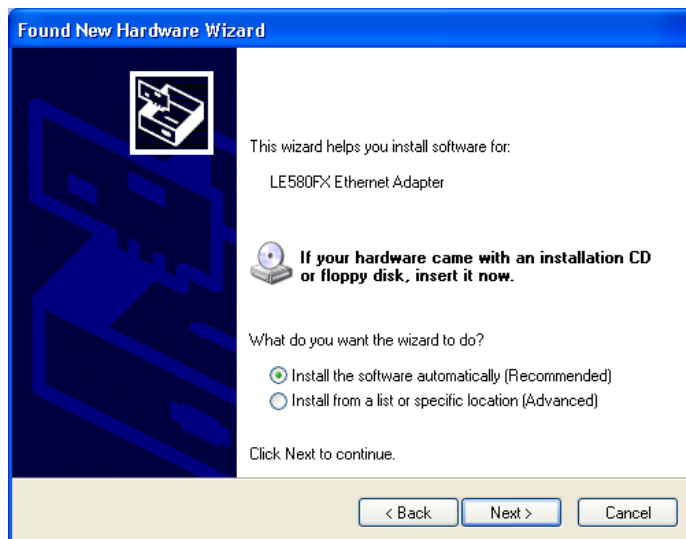 Found New Hardware Wizard
This wizard helps you install software for:
LE580FX Ethernet Adapter
If your hardware came with an installation CD
or floppy disk, insert it now.
What do you want the wizard to do?
Install the software automatically (Recommended)
Install from a list or specific location (Advanced)
Click Next to continue.
< Back Next > Cancel